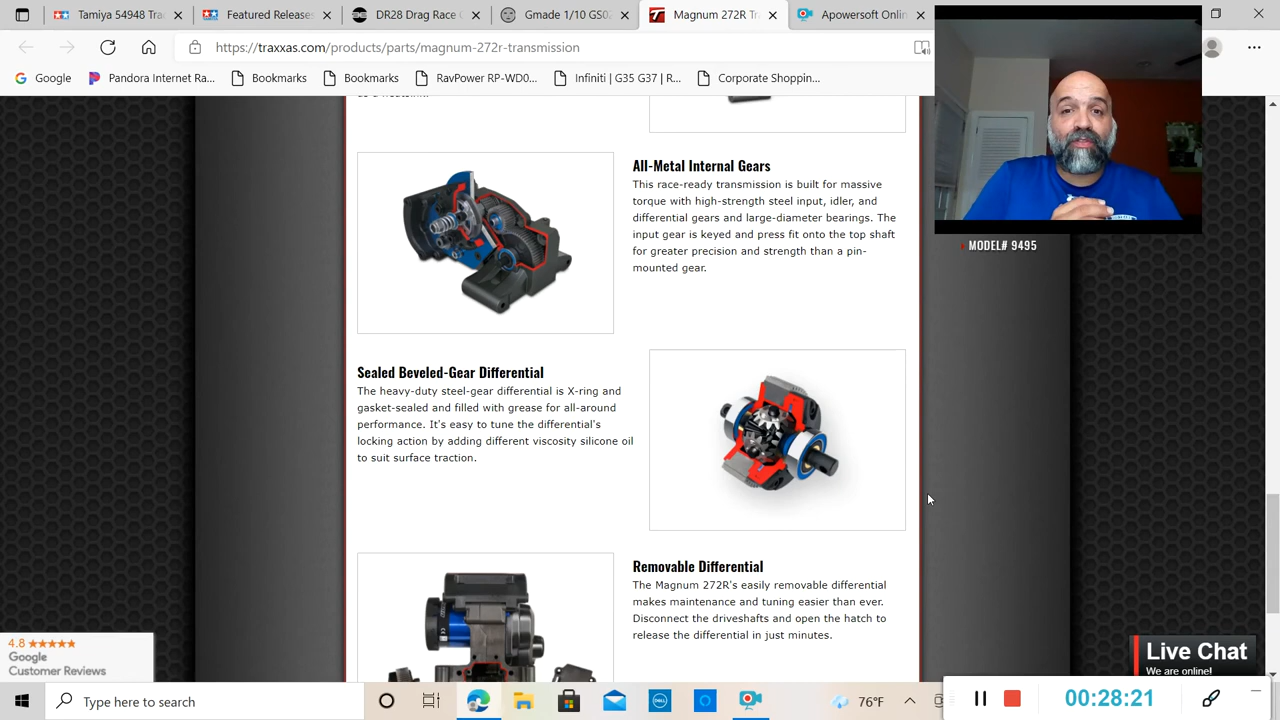 Tamiya 54948 Tra
Featured Releases
DR28 Drag Race C
Gmade 1/10 GS02
Magnum 272R Tr
Apowersoft Online
https://traxxas.com/products/parts/magnum-272r-transmission
Google
Pandora Internet Ra...
Bookmarks
Bookmarks
RavPower RP-WD0...
Infiniti | G35 G37 | R...
Corporate Shoppin...
as a heatsink.
All-Metal Internal Gears
This race-ready transmission is built for massive
torque with high-strength steel input, idler, and
differential gears and large-diameter bearings. The
input gear is keyed and press fit onto the top shaft
for greater precision and strength than a pin-
mounted gear.
MODEL# 9495
Sealed Beveled-Gear Differential
The heavy-duty steel-gear differential is X-ring and
gasket-sealed and filled with grease for all-around
performance. It's easy to tune the differential's
locking action by adding different viscosity silicone oil
to suit surface traction.
Removable Differential
The Magnum 272R's easily removable differential
makes maintenance and tuning easier than ever.
Disconnect the driveshafts and open the hatch to
release the differential in just minutes.
4.8
Google
Customer Reviews
Live Chat
We are online!
Type here to search
DELL
76°F
00:28:21